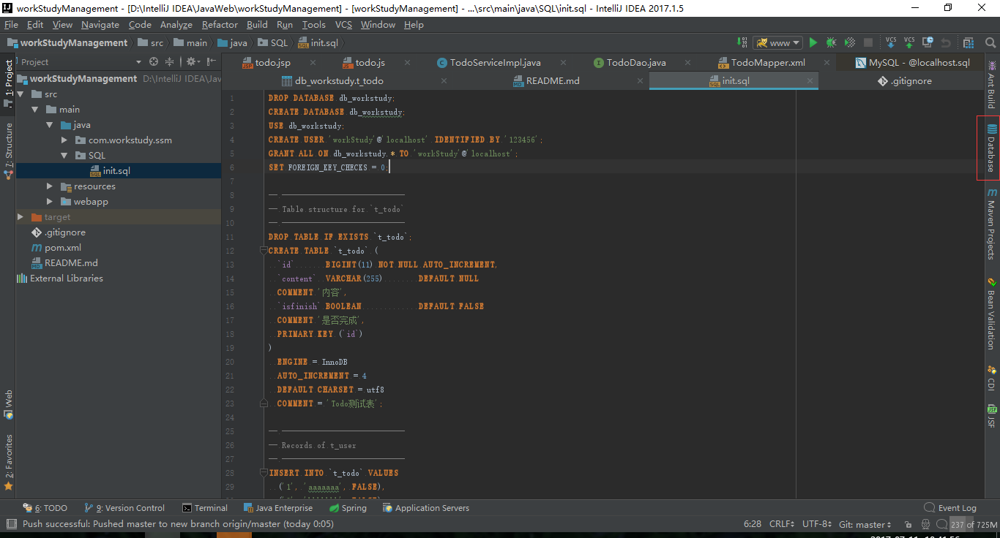 workStudyManagement - [D:\IntelliJ IDEA\JavaWeb\workStudyManagement] - [workStudyManagement] - ...\src\main\java\SQL\init.sql - IntelliJ IDEA 2017.1.5
File Edit View Navigate Code Analyze Refactor Build Run Tools VCS Window Help
workStudyManagement src main java SQL init.sql www VCS VCS
Project
todo.jsp todo.js TodoServiceImpl.java TodoDao.java TodoMapper.xml MySQL - @localhost.sql
db_workstudy.t_todo README.md init.sql .gitignore
1: Project
7: Structure
Web
2: Favorites
workStudyManagement D:\IntelliJ IDEA\Jav
src
main
java
com.workstudy.ssm
SQL
init.sql
resources
webapp
target
.gitignore
pom.xml
README.md
External Libraries
1 DROP DATABASE db_workstudy;
2 CREATE DATABASE db_workstudy;
3 USE db_workstudy;
4 CREATE USER 'workStudy'@'localhost' IDENTIFIED BY '123456';
5 GRANT ALL ON db_workstudy.* TO 'workStudy'@'localhost';
6 SET FOREIGN_KEY_CHECKS = 0;
7
8 -- ----------------------------
9 -- Table structure for `t_todo`
10 -- ----------------------------
11 DROP TABLE IF EXISTS `t_todo`;
12 CREATE TABLE `t_todo` (
13 `id` BIGINT(11) NOT NULL AUTO_INCREMENT,
14 `content` VARCHAR(255) DEFAULT NULL
15 COMMENT '内容',
16 `isfinish` BOOLEAN DEFAULT FALSE
17 COMMENT '是否完成',
18 PRIMARY KEY (`id`)
19 )
20 ENGINE = InnoDB
21 AUTO_INCREMENT = 4
22 DEFAULT CHARSET = utf8
23 COMMENT = 'Todo测试表';
24
25 -- ----------------------------
26 -- Records of t_user
27 -- ----------------------------
28 INSERT INTO `t_todo` VALUES
29 ('1', 'aaaaaaa', FALSE),
Ant Build
Database
Maven Projects
Bean Validation
CDI
JSF
6: TODO 9: Version Control Terminal Java Enterprise Spring Application Servers Event Log
Push successful: Pushed master to new branch origin/master (today 0:05) 6:28 CRLF UTF-8 Git: master 237 of 725M